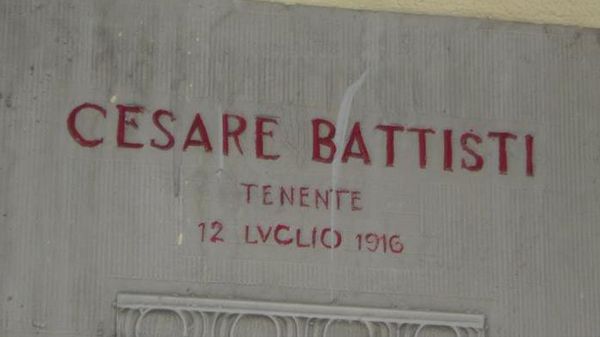 CESARE BATTISTI
TENENTE
12 LVGLIO 1916